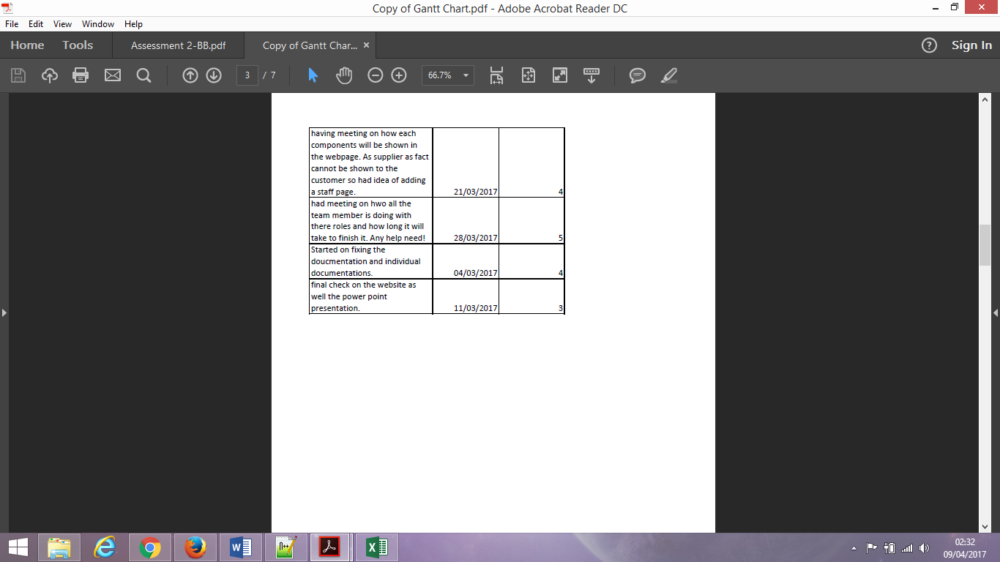 Copy of Gantt Chart.pdf - Adobe Acrobat Reader DC
File Edit View Window Help
Home Tools Assessment 2-BB.pdf Copy of Gantt Char... × ? Sign In
3 / 7 66.7%
having meeting on how each
components will be shown in
the webpage. As supplier as fact
cannot be shown to the
customer so had idea of adding
a staff page. 21/03/2017 4
had meeting on hwo all the
team member is doing with
there roles and how long it will
take to finish it. Any help need! 28/03/2017 5
Started on fixing the
doucmentation and individual
documentations. 04/03/2017 4
final check on the website as
well the power point
presentation. 11/03/2017 3
02:32
09/04/2017